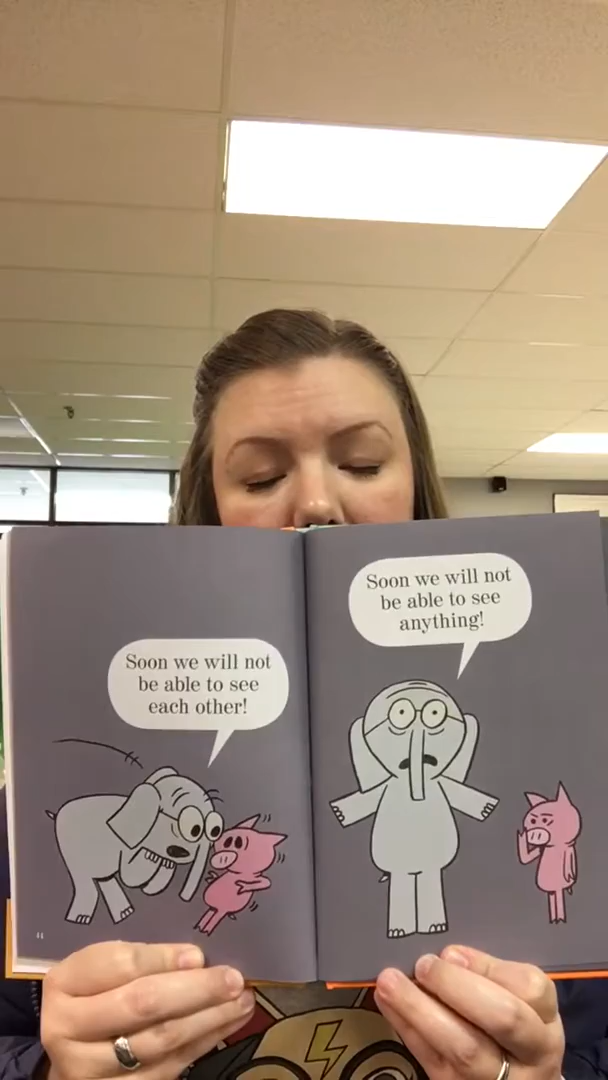 Soon we will not
be able to see
each other!
Soon we will not
be able to see
anything!